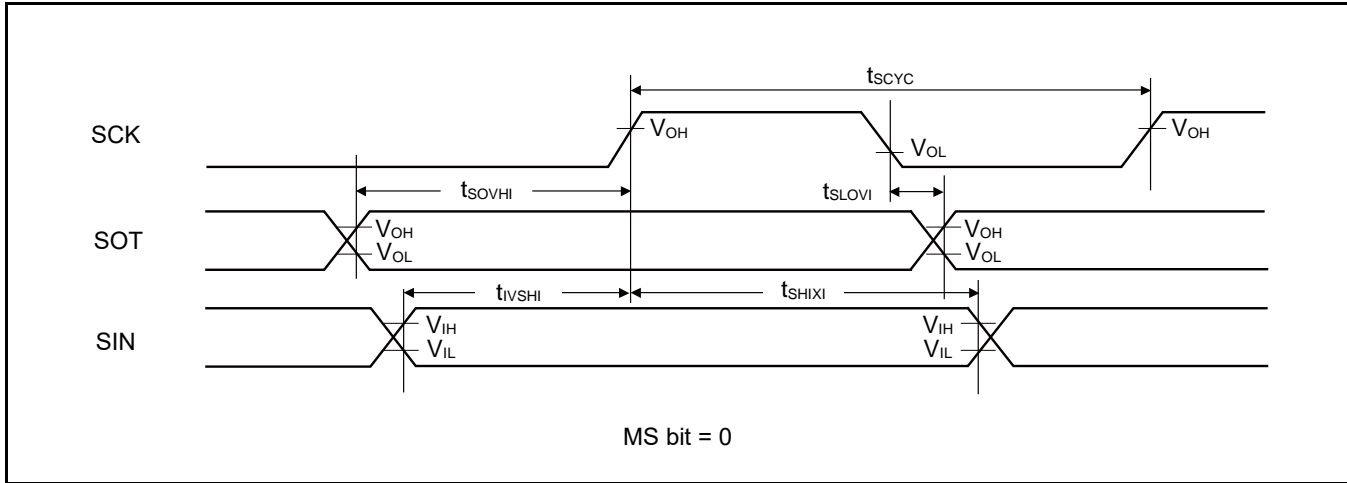 tSCYC
SCK
VOH
VOL
VOH
tSOVHI
tSLOVI
SOT
VOH
VOL
VOH
VOL
tIVSHI
tSHIXI
SIN
VIH
VIL
VIH
VIL
MS bit = 0